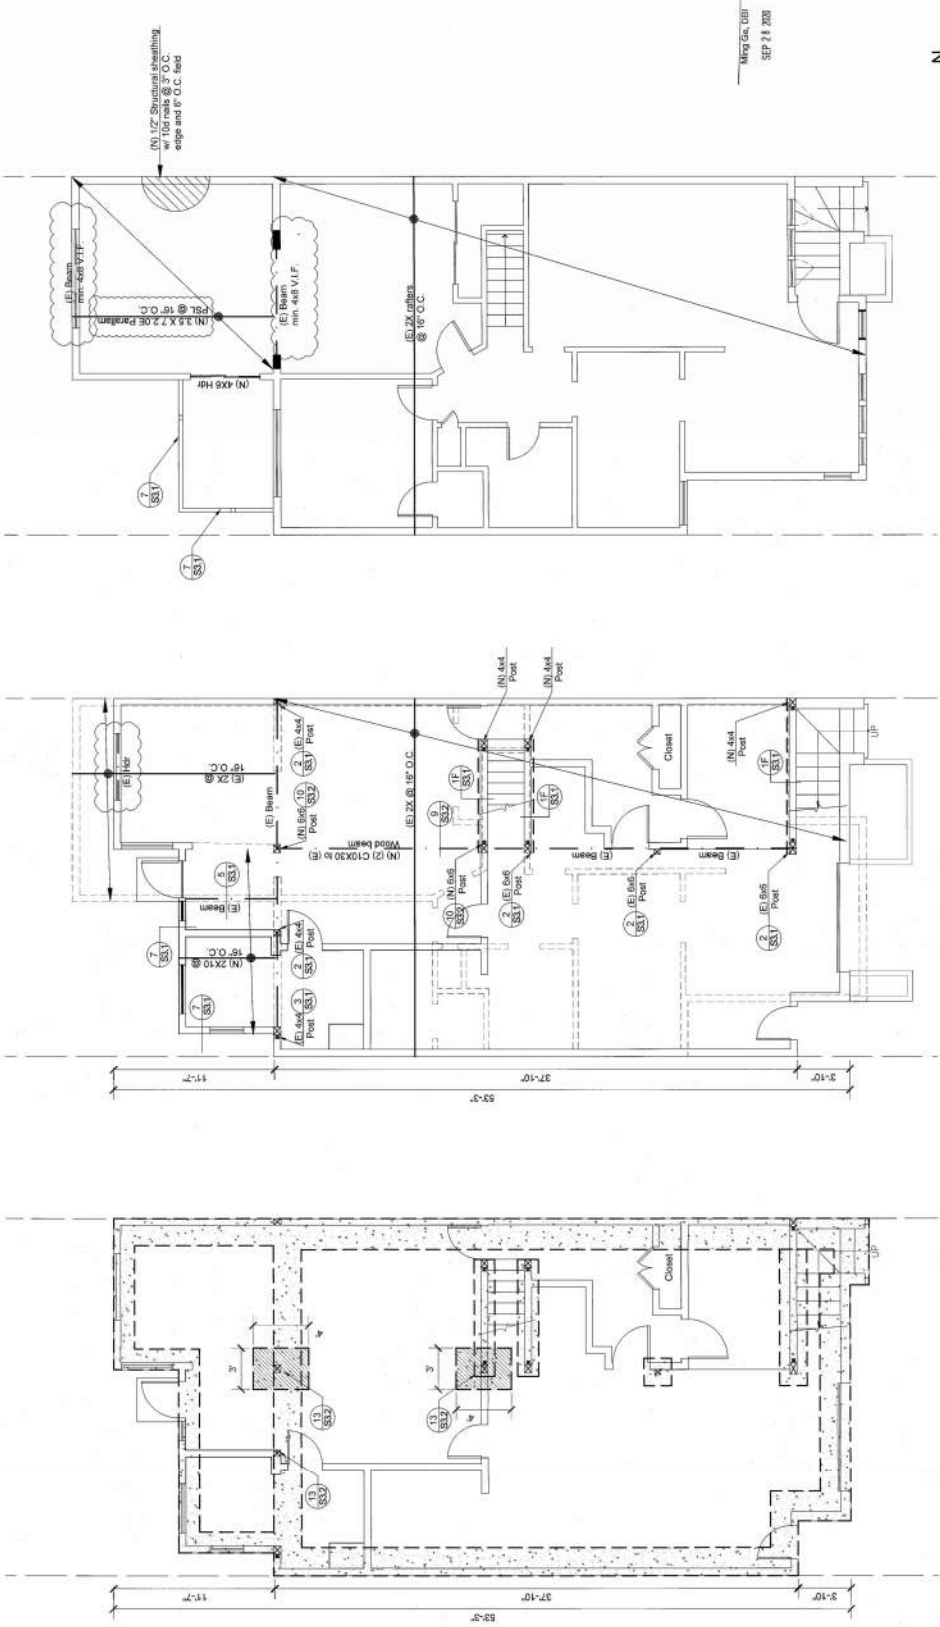 Ming Ge, DBI
SEP 28 2020
N
(N) 1/2" Structural sheathing
w/ 10d nails @ 3" O.C.
edge and 6" O.C. field
(E) Beam
min. 4x8 V.I.F.
(N) 3.5 X 7 2.0E Parallam
PSL @ 16" O.C.
(E) Beam
min. 4x8 V.I.F.
(N) 4X6 Hdr
(E) 2X rafters
@ 16" O.C.
7
S3.1
7
S3.1
(E) Hdr
(E) 2X @
16" O.C.
(E) Beam
2
S3.1
(E) 4x4
Post
(N) 6x6
Post
10
S3.2
5
S3.1
(E) Beam
7
S3.1
(N) 2X10 @
16" O.C.
7
S3.1
2
S3.1
(E) 4x4
Post
(E) 4x4
Post
3
S3.1
(N) (2) C10X30 to (E)
Wood beam
(E) 2X @ 16" O.C.
(N) 4x4
Post
(N) 4x4
Post
1F
S3.1
9
S3.2
1F
S3.1
10
S3.2
(N) 6x6
Post
2
S3.1
(E) 6x6
Post
(E) Beam
Closet
2
S3.1
(E) 6x6
Post
(E) Beam
(N) 4x4
Post
1F
S3.1
2
S3.1
(E) 6x6
Post
UP
11'-7"
37'-10"
3'-10"
53'-3"
3'
4'
13
S3.2
13
S3.2
3'
4'
13
S3.2
Closet
UP
11'-7"
37'-10"
3'-10"
53'-3"